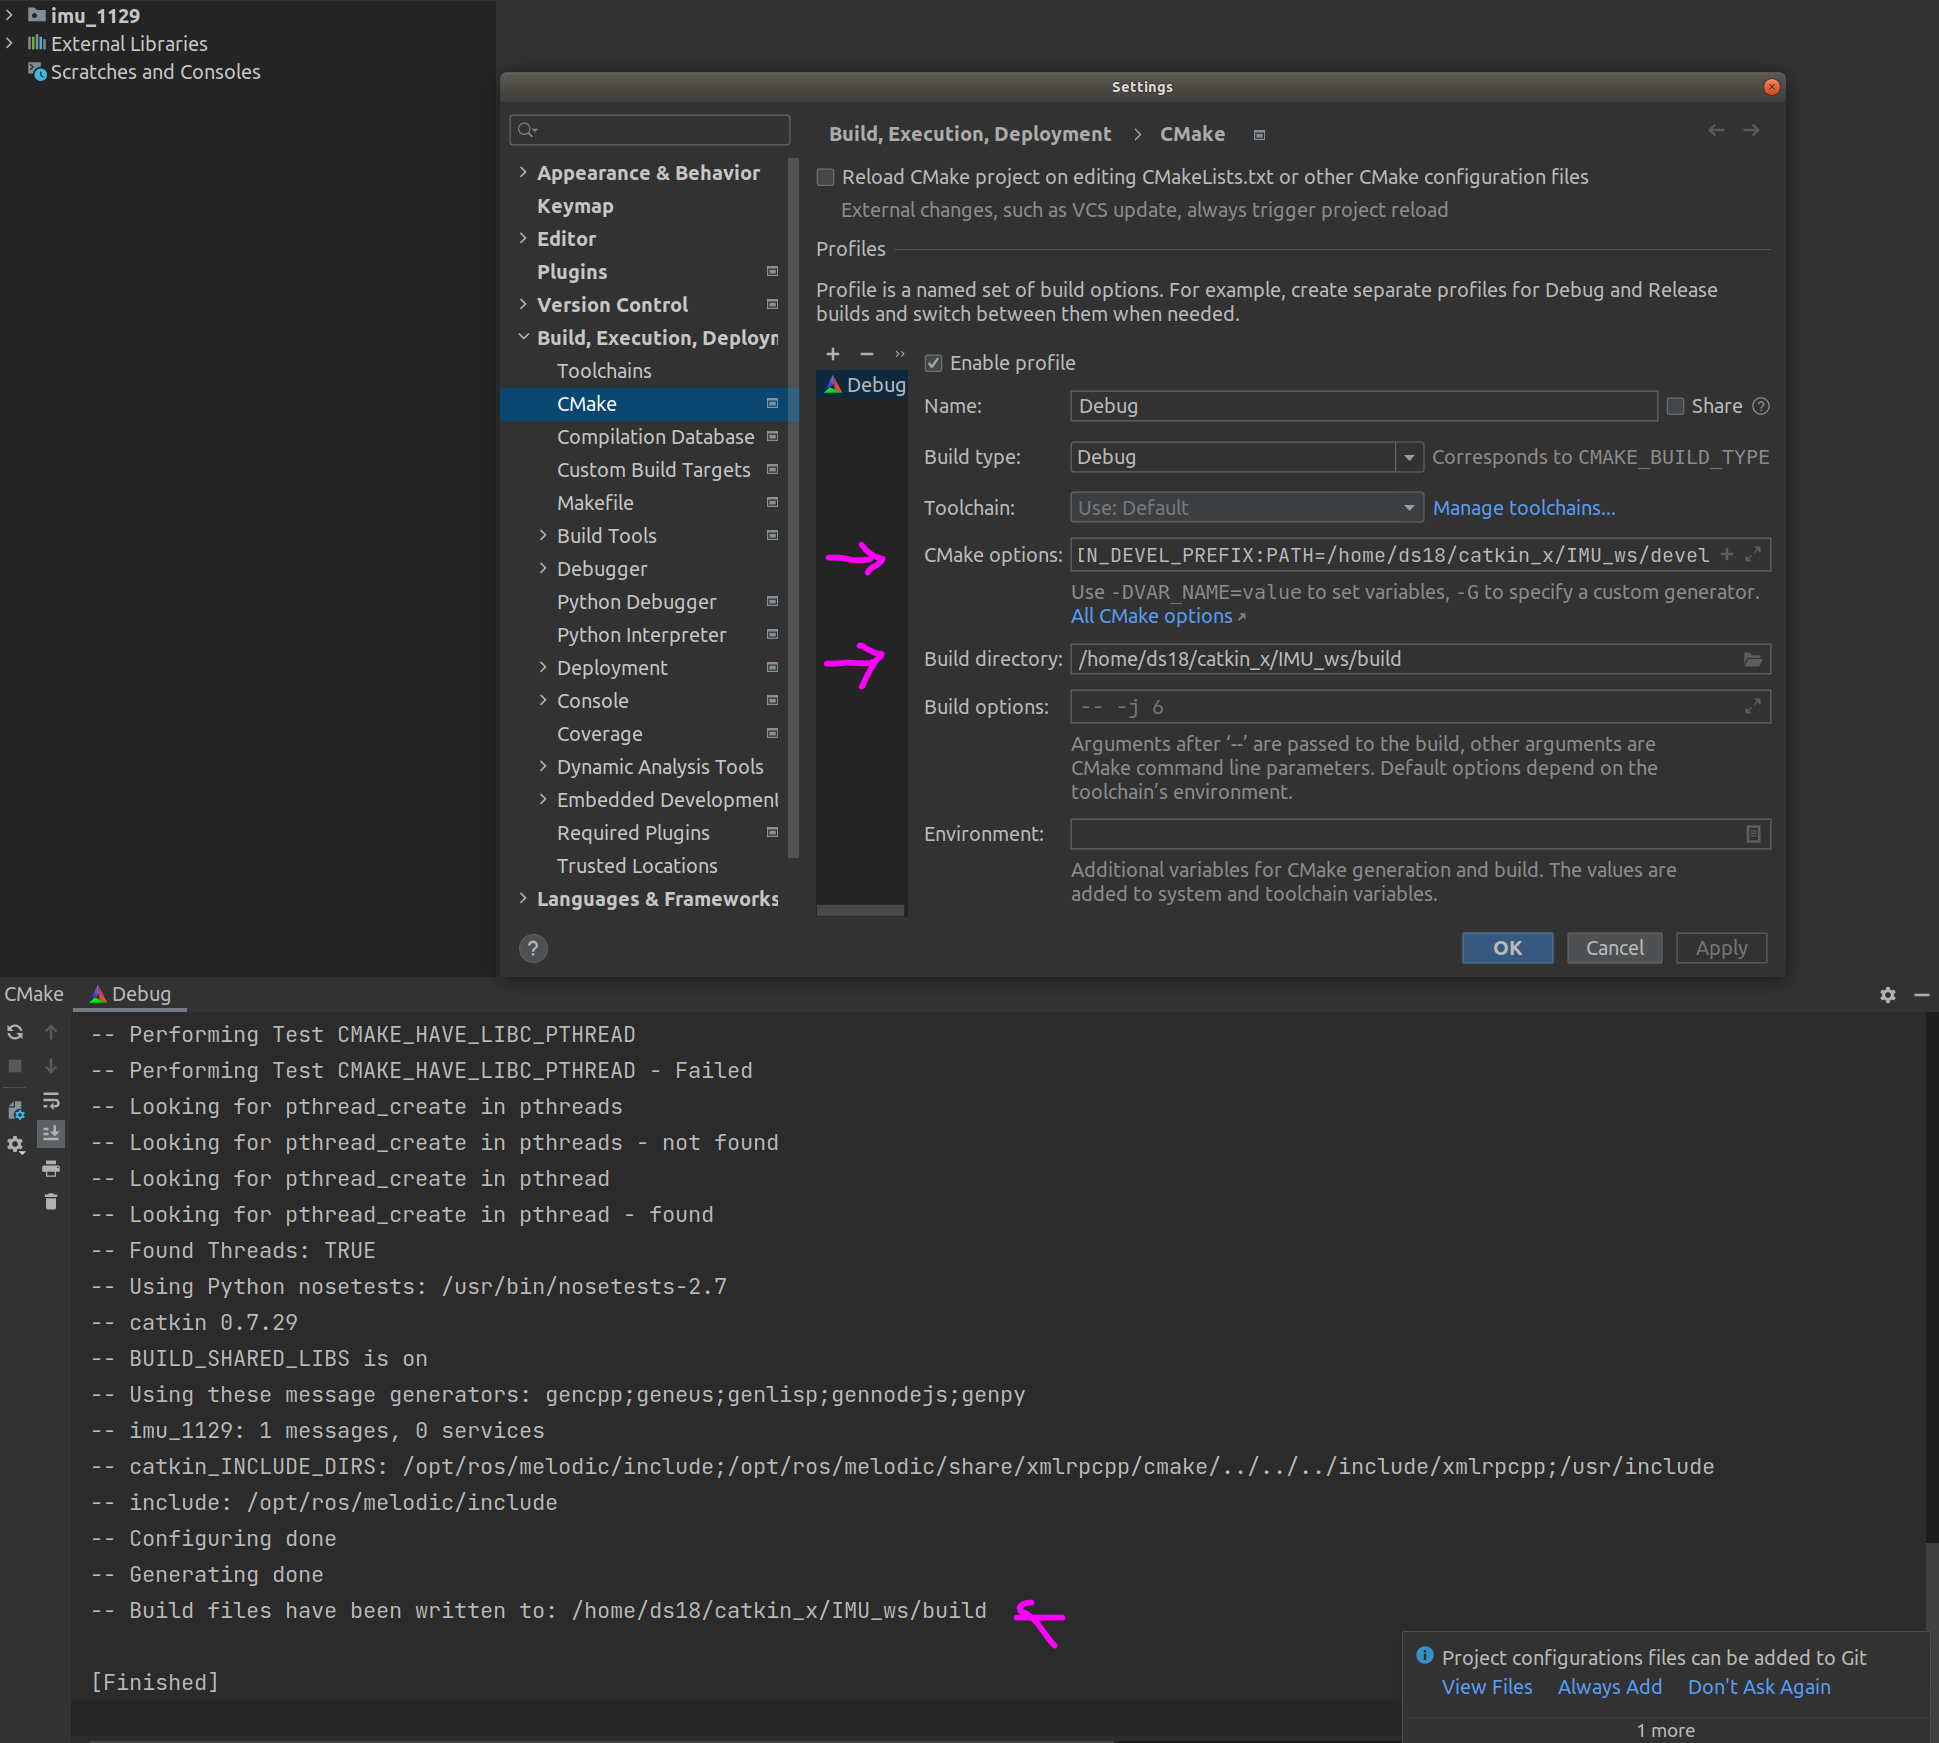 imu_1129
External Libraries
Scratches and Consoles
Settings
Build, Execution, Deployment > CMake
Appearance & Behavior
Keymap
Editor
Plugins
Version Control
Build, Execution, Deployn
Toolchains
CMake
Compilation Database
Custom Build Targets
Makefile
Build Tools
Debugger
Python Debugger
Python Interpreter
Deployment
Console
Coverage
Dynamic Analysis Tools
Embedded Development
Required Plugins
Trusted Locations
Languages & Frameworks
Reload CMake project on editing CMakeLists.txt or other CMake configuration files
External changes, such as VCS update, always trigger project reload
Profiles
Profile is a named set of build options. For example, create separate profiles for Debug and Release
builds and switch between them when needed.
Debug
Enable profile
Name: Debug Share ?
Build type: Debug Corresponds to CMAKE_BUILD_TYPE
Toolchain: Use: Default Manage toolchains...
CMake options: IN_DEVEL_PREFIX:PATH=/home/ds18/catkin_x/IMU_ws/devel
Use -DVAR_NAME=value to set variables, -G to specify a custom generator.
All CMake options
Build directory: /home/ds18/catkin_x/IMU_ws/build
Build options: -- -j 6
Arguments after ‘--’ are passed to the build, other arguments are
CMake command line parameters. Default options depend on the
toolchain’s environment.
Environment:
Additional variables for CMake generation and build. The values are
added to system and toolchain variables.
? OK Cancel Apply
CMake Debug
-- Performing Test CMAKE_HAVE_LIBC_PTHREAD
-- Performing Test CMAKE_HAVE_LIBC_PTHREAD - Failed
-- Looking for pthread_create in pthreads
-- Looking for pthread_create in pthreads - not found
-- Looking for pthread_create in pthread
-- Looking for pthread_create in pthread - found
-- Found Threads: TRUE
-- Using Python nosetests: /usr/bin/nosetests-2.7
-- catkin 0.7.29
-- BUILD_SHARED_LIBS is on
-- Using these message generators: gencpp;geneus;genlisp;gennodejs;genpy
-- imu_1129: 1 messages, 0 services
-- catkin_INCLUDE_DIRS: /opt/ros/melodic/include;/opt/ros/melodic/share/xmlrpcpp/cmake/../../../include/xmlrpcpp;/usr/include
-- include: /opt/ros/melodic/include
-- Configuring done
-- Generating done
-- Build files have been written to: /home/ds18/catkin_x/IMU_ws/build
[Finished]
Project configurations files can be added to Git
View Files Always Add Don't Ask Again
1 more